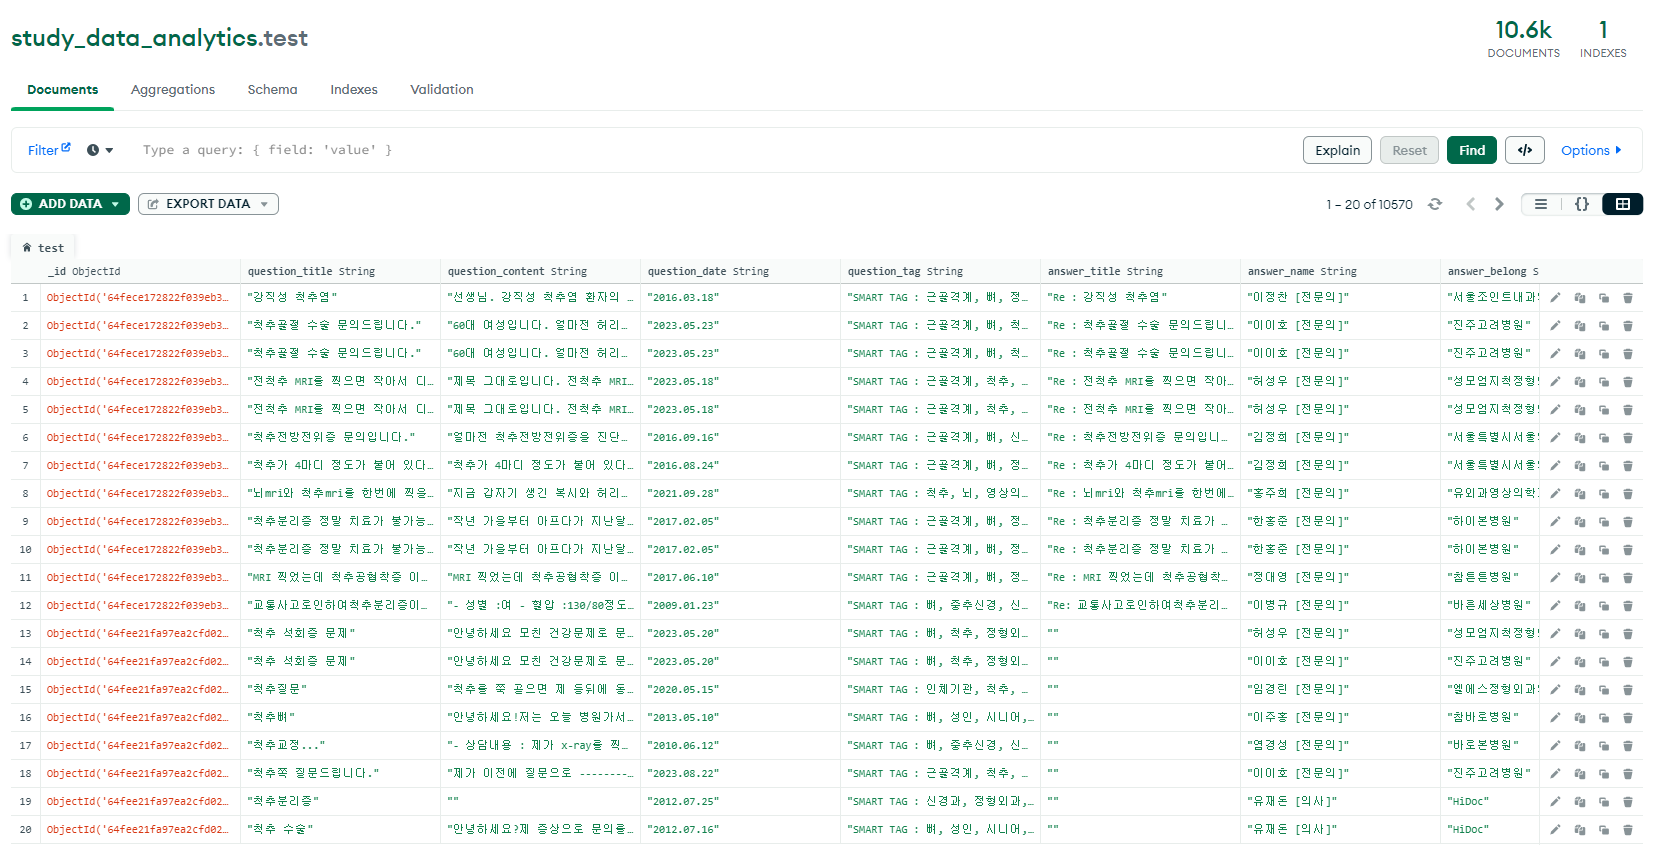 study_data_analytics.test
10.6k
DOCUMENTS
1
INDEXES
Documents Aggregations Schema Indexes Validation
Filter Type a query: { field: 'value' } Explain Reset Find </> Options
ADD DATA EXPORT DATA 1 – 20 of 10570 {}
test
_id ObjectId question_title String question_content String question_date String question_tag String answer_title String answer_name String answer_belong S
1 ObjectId('64fece172822f039eb3… "강직성 척추염" "선생님. 강직성 척추염 환자의 … "2016.03.18" "SMART TAG : 근골격계, 뼈, 정… "Re : 강직성 척추염" "이정찬 [전문의]" "서울조인트내과의
2 ObjectId('64fece172822f039eb3… "척추골절 수술 문의드립니다." "60대 여성입니다. 얼마전 허리… "2023.05.23" "SMART TAG : 근골격계, 뼈, 척… "Re : 척추골절 수술 문의드립니… "이이호 [전문의]" "진주고려병원"
3 ObjectId('64fece172822f039eb3… "척추골절 수술 문의드립니다." "60대 여성입니다. 얼마전 허리… "2023.05.23" "SMART TAG : 근골격계, 뼈, 척… "Re : 척추골절 수술 문의드립니… "이이호 [전문의]" "진주고려병원"
4 ObjectId('64fece172822f039eb3… "전척추 MRI를 찍으면 작아서 디… "제목 그대로입니다. 전척추 MRI… "2023.05.18" "SMART TAG : 근골격계, 척추, … "Re : 전척추 MRI를 찍으면 작아… "허성우 [전문의]" "성모엄지척정형외
5 ObjectId('64fece172822f039eb3… "전척추 MRI를 찍으면 작아서 디… "제목 그대로입니다. 전척추 MRI… "2023.05.18" "SMART TAG : 근골격계, 척추, … "Re : 전척추 MRI를 찍으면 작아… "허성우 [전문의]" "성모엄지척정형외
6 ObjectId('64fece172822f039eb3… "척추전방전위증 문의입니다." "얼마전 척추전방전위증을 진단… "2016.09.16" "SMART TAG : 근골격계, 뼈, 신… "Re : 척추전방전위증 문의입니… "김정희 [전문의]" "서울특별시서울의
7 ObjectId('64fece172822f039eb3… "척추가 4마디 정도가 붙어 있다… "척추가 4마디 정도가 붙어 있다… "2016.08.24" "SMART TAG : 근골격계, 뼈, 정… "Re : 척추가 4마디 정도가 붙어… "김정희 [전문의]" "서울특별시서울의
8 ObjectId('64fece172822f039eb3… "뇌mri와 척추mri를 한번에 찍을… "지금 갑자기 생긴 복시와 허리… "2021.09.28" "SMART TAG : 척추, 뇌, 영상의… "Re : 뇌mri와 척추mri를 한번에… "홍주희 [전문의]" "유외과영상의학과
9 ObjectId('64fece172822f039eb3… "척추분리증 정말 치료가 불가능… "작년 가을부터 아프다가 지난달… "2017.02.05" "SMART TAG : 근골격계, 뼈, 정… "Re : 척추분리증 정말 치료가 … "한홍준 [전문의]" "하이본병원"
10 ObjectId('64fece172822f039eb3… "척추분리증 정말 치료가 불가능… "작년 가을부터 아프다가 지난달… "2017.02.05" "SMART TAG : 근골격계, 뼈, 정… "Re : 척추분리증 정말 치료가 … "한홍준 [전문의]" "하이본병원"
11 ObjectId('64fece172822f039eb3… "MRI 찍었는데 척추공협착증 이… "MRI 찍었는데 척추공협착증 이… "2017.06.10" "SMART TAG : 근골격계, 뼈, 정… "Re : MRI 찍었는데 척추공협착… "정대영 [전문의]" "참튼튼병원"
12 ObjectId('64fece172822f039eb3… "교통사고로인하여척추분리증이… "- 성별 :여 - 혈압 :130/80정도… "2009.01.23" "SMART TAG : 뼈, 중추신경, 신… "Re: 교통사고로인하여척추분리… "이병규 [전문의]" "바른세상병원"
13 ObjectId('64fee21fa97ea2cfd02… "척추 석회증 문제" "안녕하세요 모친 건강문제로 문… "2023.05.20" "SMART TAG : 뼈, 척추, 정형외… "" "허성우 [전문의]" "성모엄지척정형외
14 ObjectId('64fee21fa97ea2cfd02… "척추 석회증 문제" "안녕하세요 모친 건강문제로 문… "2023.05.20" "SMART TAG : 뼈, 척추, 정형외… "" "이이호 [전문의]" "진주고려병원"
15 ObjectId('64fee21fa97ea2cfd02… "척추질문" "척추를 쭉 곧으면 제 등뒤에 동… "2020.05.15" "SMART TAG : 인체기관, 척추, … "" "임경린 [전문의]" "엘에스정형외과의
16 ObjectId('64fee21fa97ea2cfd02… "척추뼈" "안녕하세요!저는 오늘 병원가서… "2013.05.10" "SMART TAG : 뼈, 성인, 시니어,… "" "이주홍 [전문의]" "참바로병원"
17 ObjectId('64fee21fa97ea2cfd02… "척추교정..." "- 상담내용 : 제가 x-ray를 찍… "2010.06.12" "SMART TAG : 뼈, 중추신경, 신… "" "염경성 [전문의]" "바로본병원"
18 ObjectId('64fee21fa97ea2cfd02… "척추쪽 질문드립니다." "제가 이전에 질문으로 --------… "2023.08.22" "SMART TAG : 근골격계, 척추, … "" "이이호 [전문의]" "진주고려병원"
19 ObjectId('64fee21fa97ea2cfd02… "척추분리증" "" "2012.07.25" "SMART TAG : 신경과, 정형외과,… "" "유재돈 [의사]" "HiDoc"
20 ObjectId('64fee21fa97ea2cfd02… "척추 수술" "안녕하세요?제 증상으로 문의를… "2012.07.16" "SMART TAG : 뼈, 성인, 시니어,… "" "유재돈 [의사]" "HiDoc"